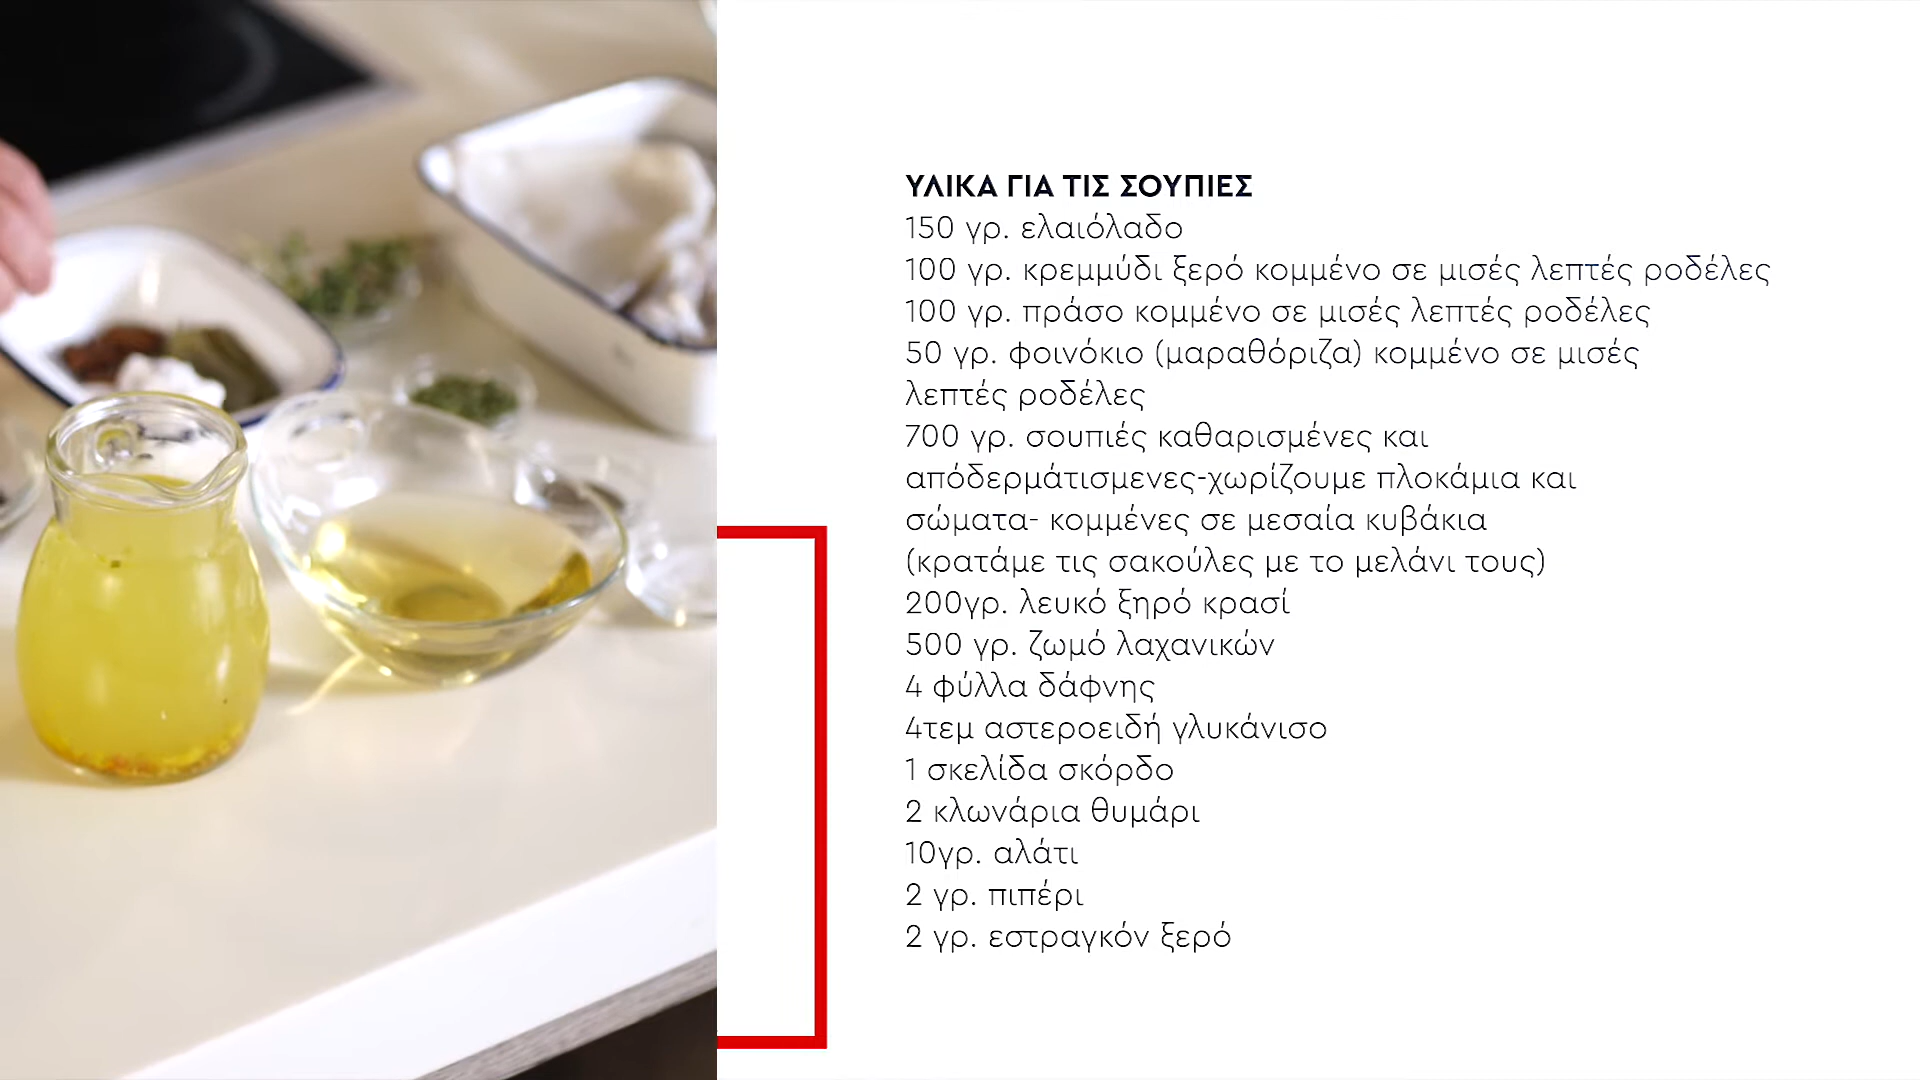 ΥΛΙΚΑ ΓΙΑ ΤΙΣ ΣΟΥΠΙΕΣ
150 γρ. ελαιόλαδο
100 γρ. κρεμμύδι ξερό κομμένο σε μισές λεπτές ροδέλες
100 γρ. πράσο κομμένο σε μισές λεπτές ροδέλες
50 γρ. φοινόκιο (μαραθόριζα) κομμένο σε μισές
λεπτές ροδέλες
700 γρ. σουπιές καθαρισμένες και
απόδερμάτισμενες-χωρίζουμε πλοκάμια και
σώματα- κομμένες σε μεσαία κυβάκια
(κρατάμε τις σακούλες με το μελάνι τους)
200γρ. λευκό ξηρό κρασί
500 γρ. ζωμό λαχανικών
4 φύλλα δάφνης
4τεμ αστεροειδή γλυκάνισο
1 σκελίδα σκόρδο
2 κλωνάρια θυμάρι
10γρ. αλάτι
2 γρ. πιπέρι
2 γρ. εστραγκόν ξερό